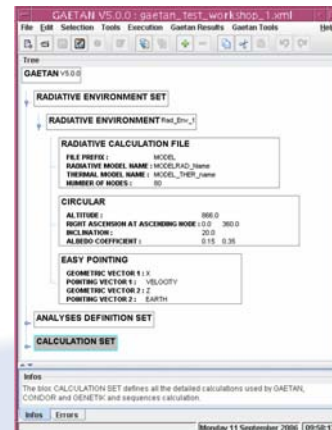 GAETAN V5.0.0 : gaetan_test_workshop_1.xml
File Edit Selection Tools Execution Gaetan Results Gaetan Tools Help
Tree
GAETAN V5.0.0
RADIATIVE ENVIRONMENT SET
RADIATIVE ENVIRONMENT Rad_Env_1
RADIATIVE CALCULATION FILE
FILE PREFIX : MODEL
RADIATIVE MODEL NAME : MODELRAD_Name
THERMAL MODEL NAME : MODEL_THER_name
NUMBER OF NODES : 80
CIRCULAR
ALTITUDE : 866.0
RIGHT ASCENSION AT ASCENDING NODE : 0.0 360.0
INCLINATION : 20.0
ALBEDO COEFFICIENT : 0.15 0.35
EASY POINTING
GEOMETRIC VECTOR 1 : X
POINTING VECTOR 1 : VELOCITY
GEOMETRIC VECTOR 2 : Z
POINTING VECTOR 2 : EARTH
ANALYSES DEFINITION SET
CALCULATION SET
Infos
The bloc CALCULATION SET defines all the detailed calculations used by GAETAN,
CONDOR and GENETIK and sequences calculation.
Infos Errors
Monday 11 September 2006 09:58:1